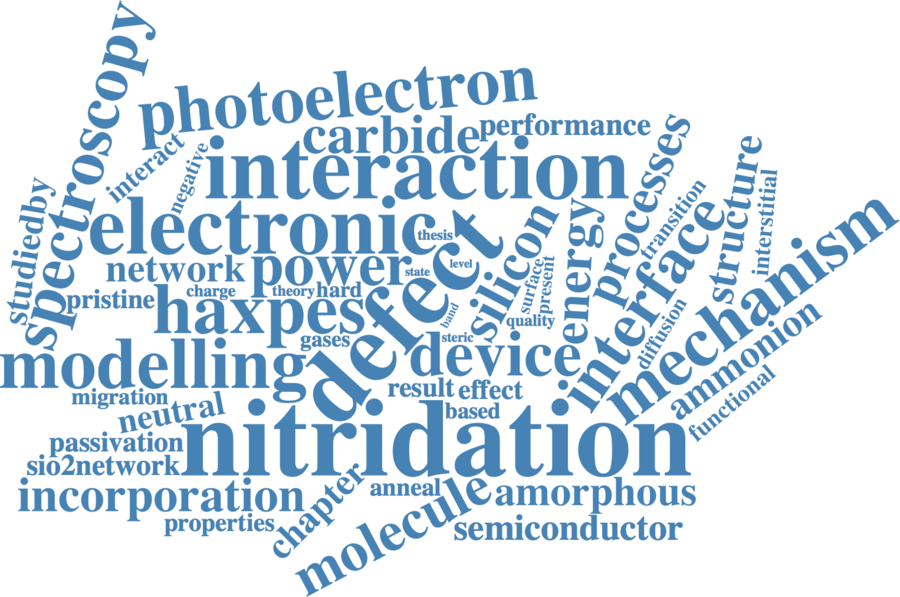 spectroscopy
photoelectron
carbide
performance
interact
negative
interaction
processes
studiedby
electronic
thesis
transition
structure
interstitial
network
power
state
level
silicon
energy
interface
mechanism
pristine
charge
theory
hard
defect
surface
present
haxpes
band
quality
gases
steric
diffusion
modelling
device
ammonion
migration
result
effect
functional
neutral
based
passivation
nitridation
sio2network
incorporation
chapter
anneal
molecule
amorphous
properties
semiconductor